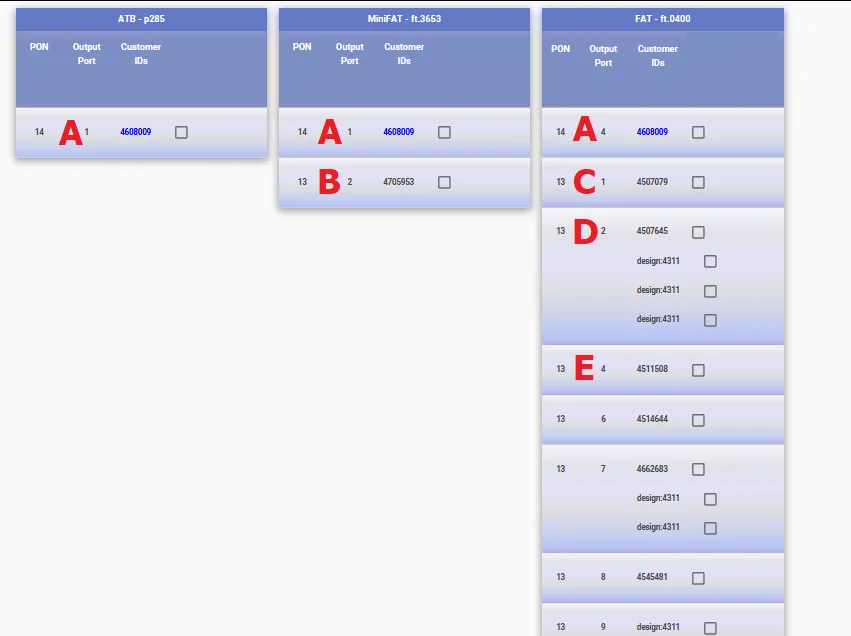 ATB - p285
PON Output Port Customer IDs
14 A 1 4608009
MiniFAT - ft.3653
PON Output Port Customer IDs
14 A 1 4608009
13 B 2 4705953
FAT - ft.0400
PON Output Port Customer IDs
14 A 4 4608009
13 C 1 4507079
13 D 2 4507645
design:4311
design:4311
design:4311
13 E 4 4511508
13 6 4514644
13 7 4662683
design:4311
design:4311
13 8 4545481
13 9 design:4311